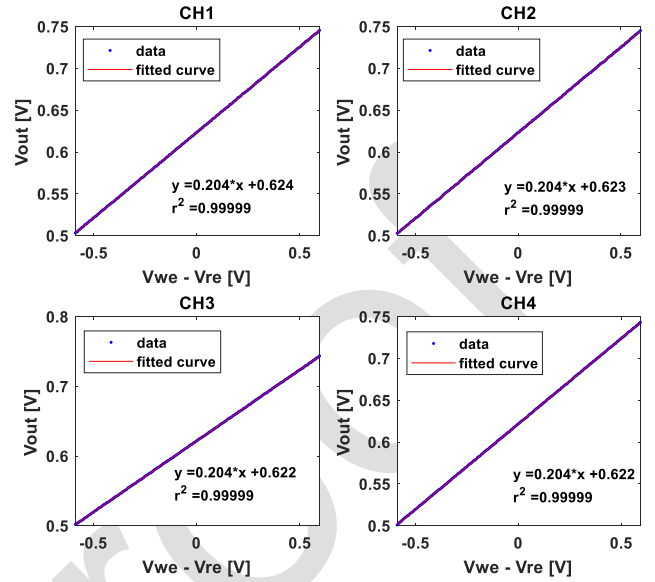 CH1
0.75
0.7
0.65
0.6
0.55
0.5
Vout [V]
data
fitted curve
y =0.204*x +0.624
r2 =0.99999
-0.5
0
0.5
Vwe - Vre [V]
CH2
0.75
0.7
0.65
0.6
0.55
0.5
Vout [V]
data
fitted curve
y =0.204*x +0.623
r2 =0.99999
-0.5
0
0.5
Vwe - Vre [V]
CH3
0.8
0.7
0.6
0.5
Vout [V]
data
fitted curve
y =0.204*x +0.622
r2 =0.99999
-0.5
0
0.5
Vwe - Vre [V]
CH4
0.75
0.7
0.65
0.6
0.55
0.5
Vout [V]
data
fitted curve
y =0.204*x +0.622
r2 =0.99999
-0.5
0
0.5
Vwe - Vre [V]